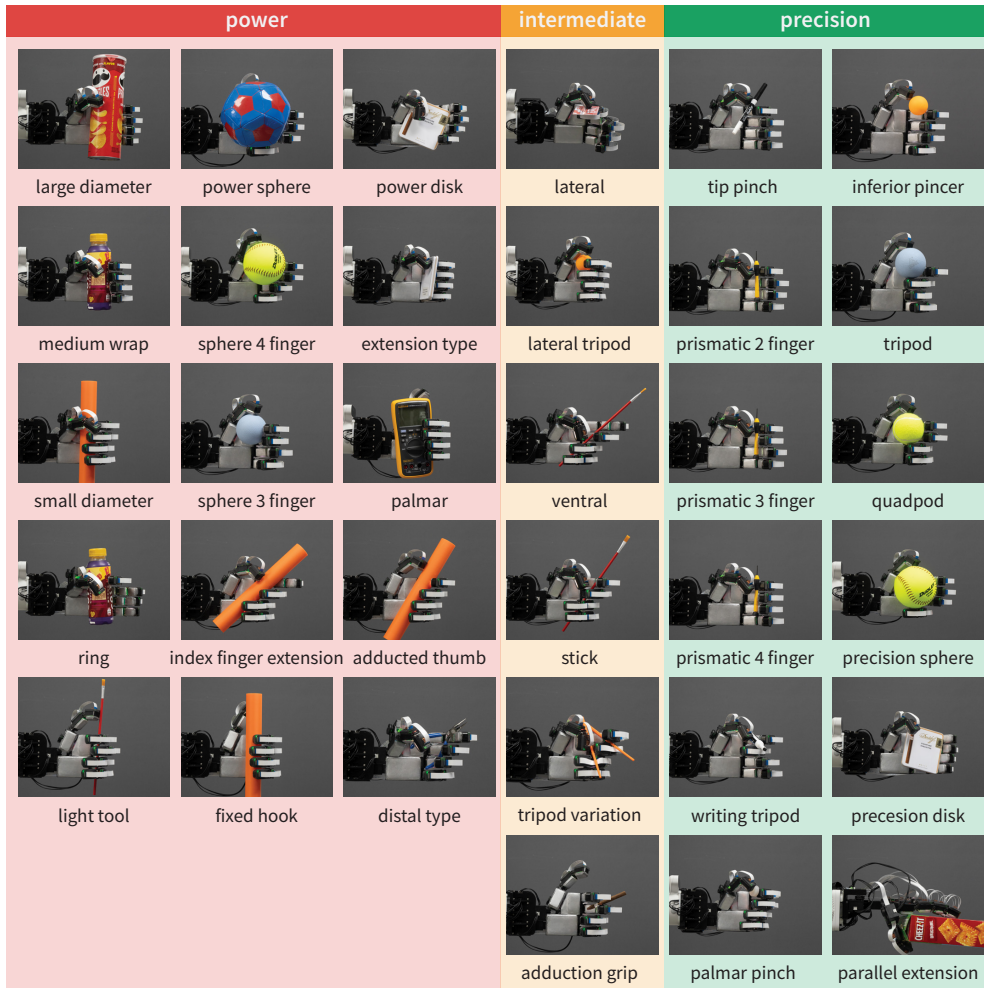 power intermediate precision
large diameter power sphere power disk lateral tip pinch inferior pincer
medium wrap sphere 4 finger extension type lateral tripod prismatic 2 finger tripod
small diameter sphere 3 finger palmar ventral prismatic 3 finger quadpod
ring index finger extension adducted thumb stick prismatic 4 finger precision sphere
light tool fixed hook distal type tripod variation writing tripod precesion disk
CHEEZ-IT
adduction grip palmar pinch parallel extension